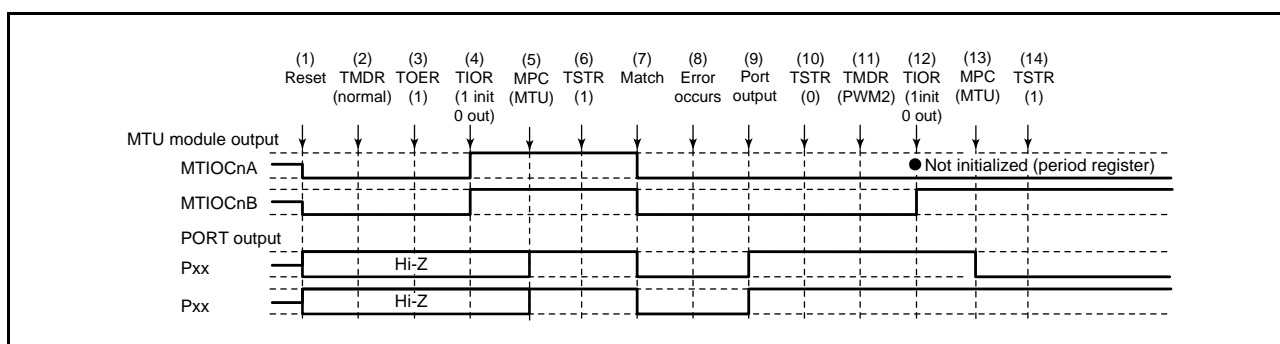 (1) (2) (3) (4) (5) (6) (7) (8) (9) (10) (11) (12) (13) (14)
Reset TMDR TOER TIOR MPC TSTR Match Error Port TSTR TMDR TIOR MPC TSTR
(normal) (1) (1 init (MTU) (1) occurs output (0) (PWM2) (1init (MTU) (1)
0 out) 0 out)
MTU module output
MTIOCnA Not initialized (period register)
MTIOCnB
PORT output
Pxx Hi-Z
Pxx Hi-Z